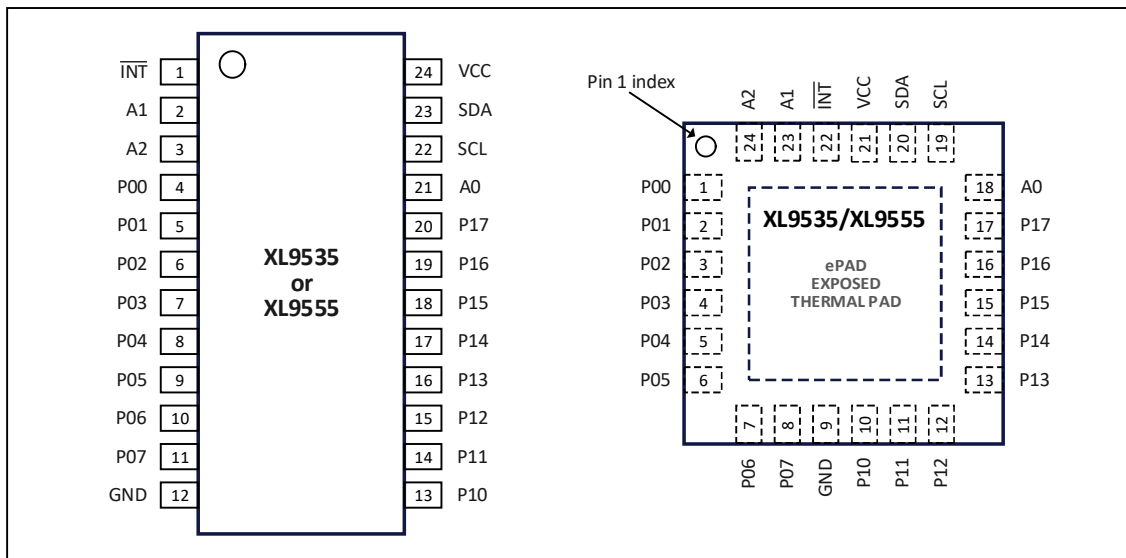 INT 1 24 VCC
A1 2 23 SDA
A2 3 22 SCL
P00 4 21 A0
P01 5 20 P17
P02 6 19 P16
P03 7 18 P15
P04 8 17 P14
P05 9 16 P13
P06 10 15 P12
P07 11 14 P11
GND 12 13 P10
XL9535
or
XL9555
Pin 1 index
A2 A1 INT VCC SDA SCL
24 23 22 21 20 19
P00 1 18 A0
P01 2 17 P17
P02 3 16 P16
P03 4 15 P15
P04 5 14 P14
P05 6 13 P13
XL9535/XL9555
ePAD
EXPOSED
THERMAL PAD
7 8 9 10 11 12
P06 P07 GND P10 P11 P12